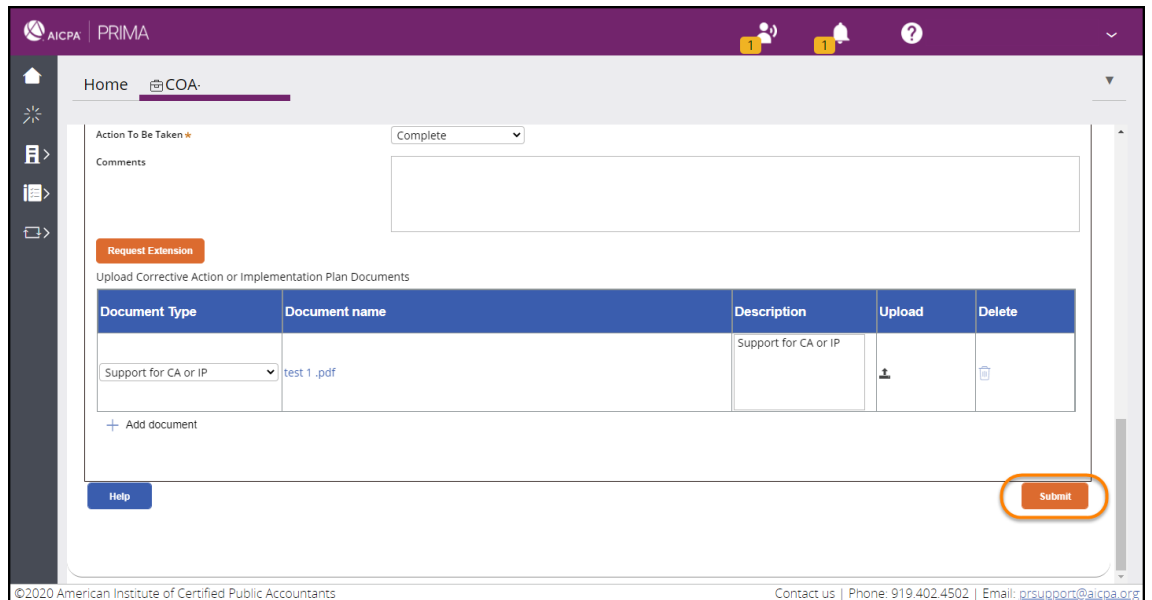 AICPA PRIMA
1 1 ?
Home COA-
Action To Be Taken * Complete
Comments
Request Extension
Upload Corrective Action or Implementation Plan Documents
Document Type Document name Description Upload Delete
Support for CA or IP test 1 .pdf Support for CA or IP
+ Add document
Help Submit
©2020 American Institute of Certified Public Accountants Contact us | Phone: 919.402.4502 | Email: prsupport@aicpa.org